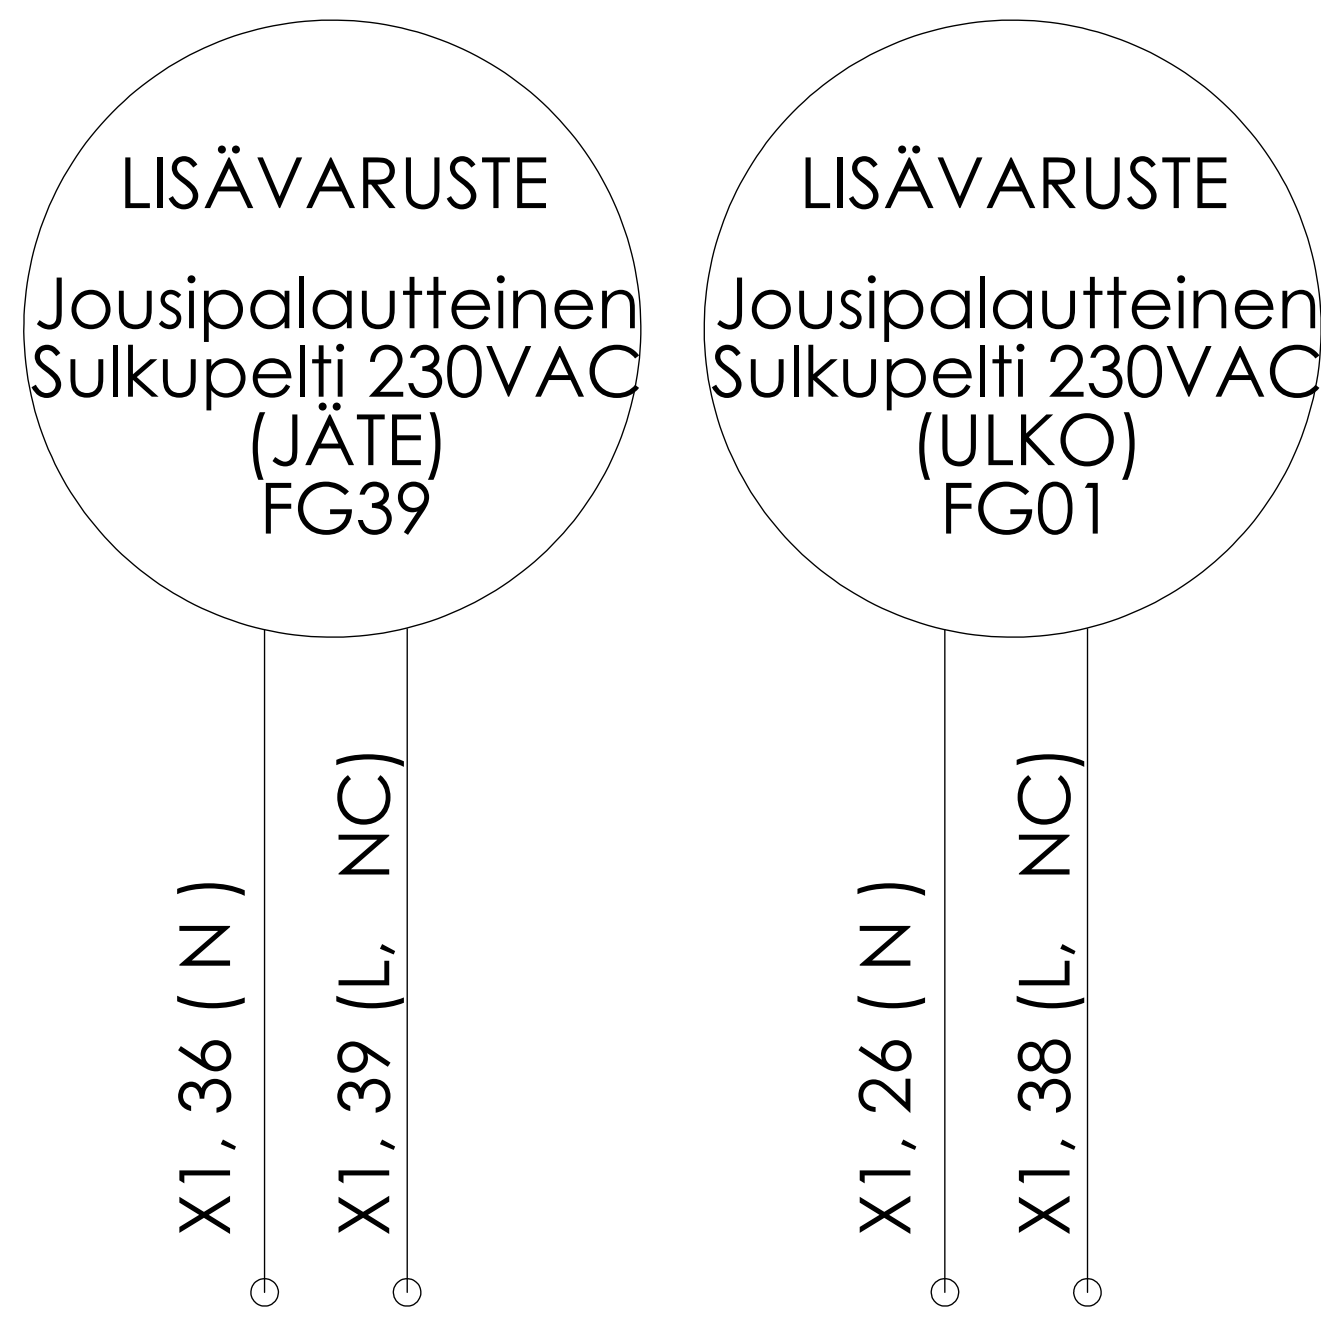 LISÄVARUSTE
Jousipalautteinen
Sulkupelti 230VAC
(JÄTE)
FG39
X1, 36 ( N )
X1, 39 (L, NC)
LISÄVARUSTE
Jousipalautteinen
Sulkupelti 230VAC
(ULKO)
FG01
X1, 26 ( N )
X1, 38 (L, NC)